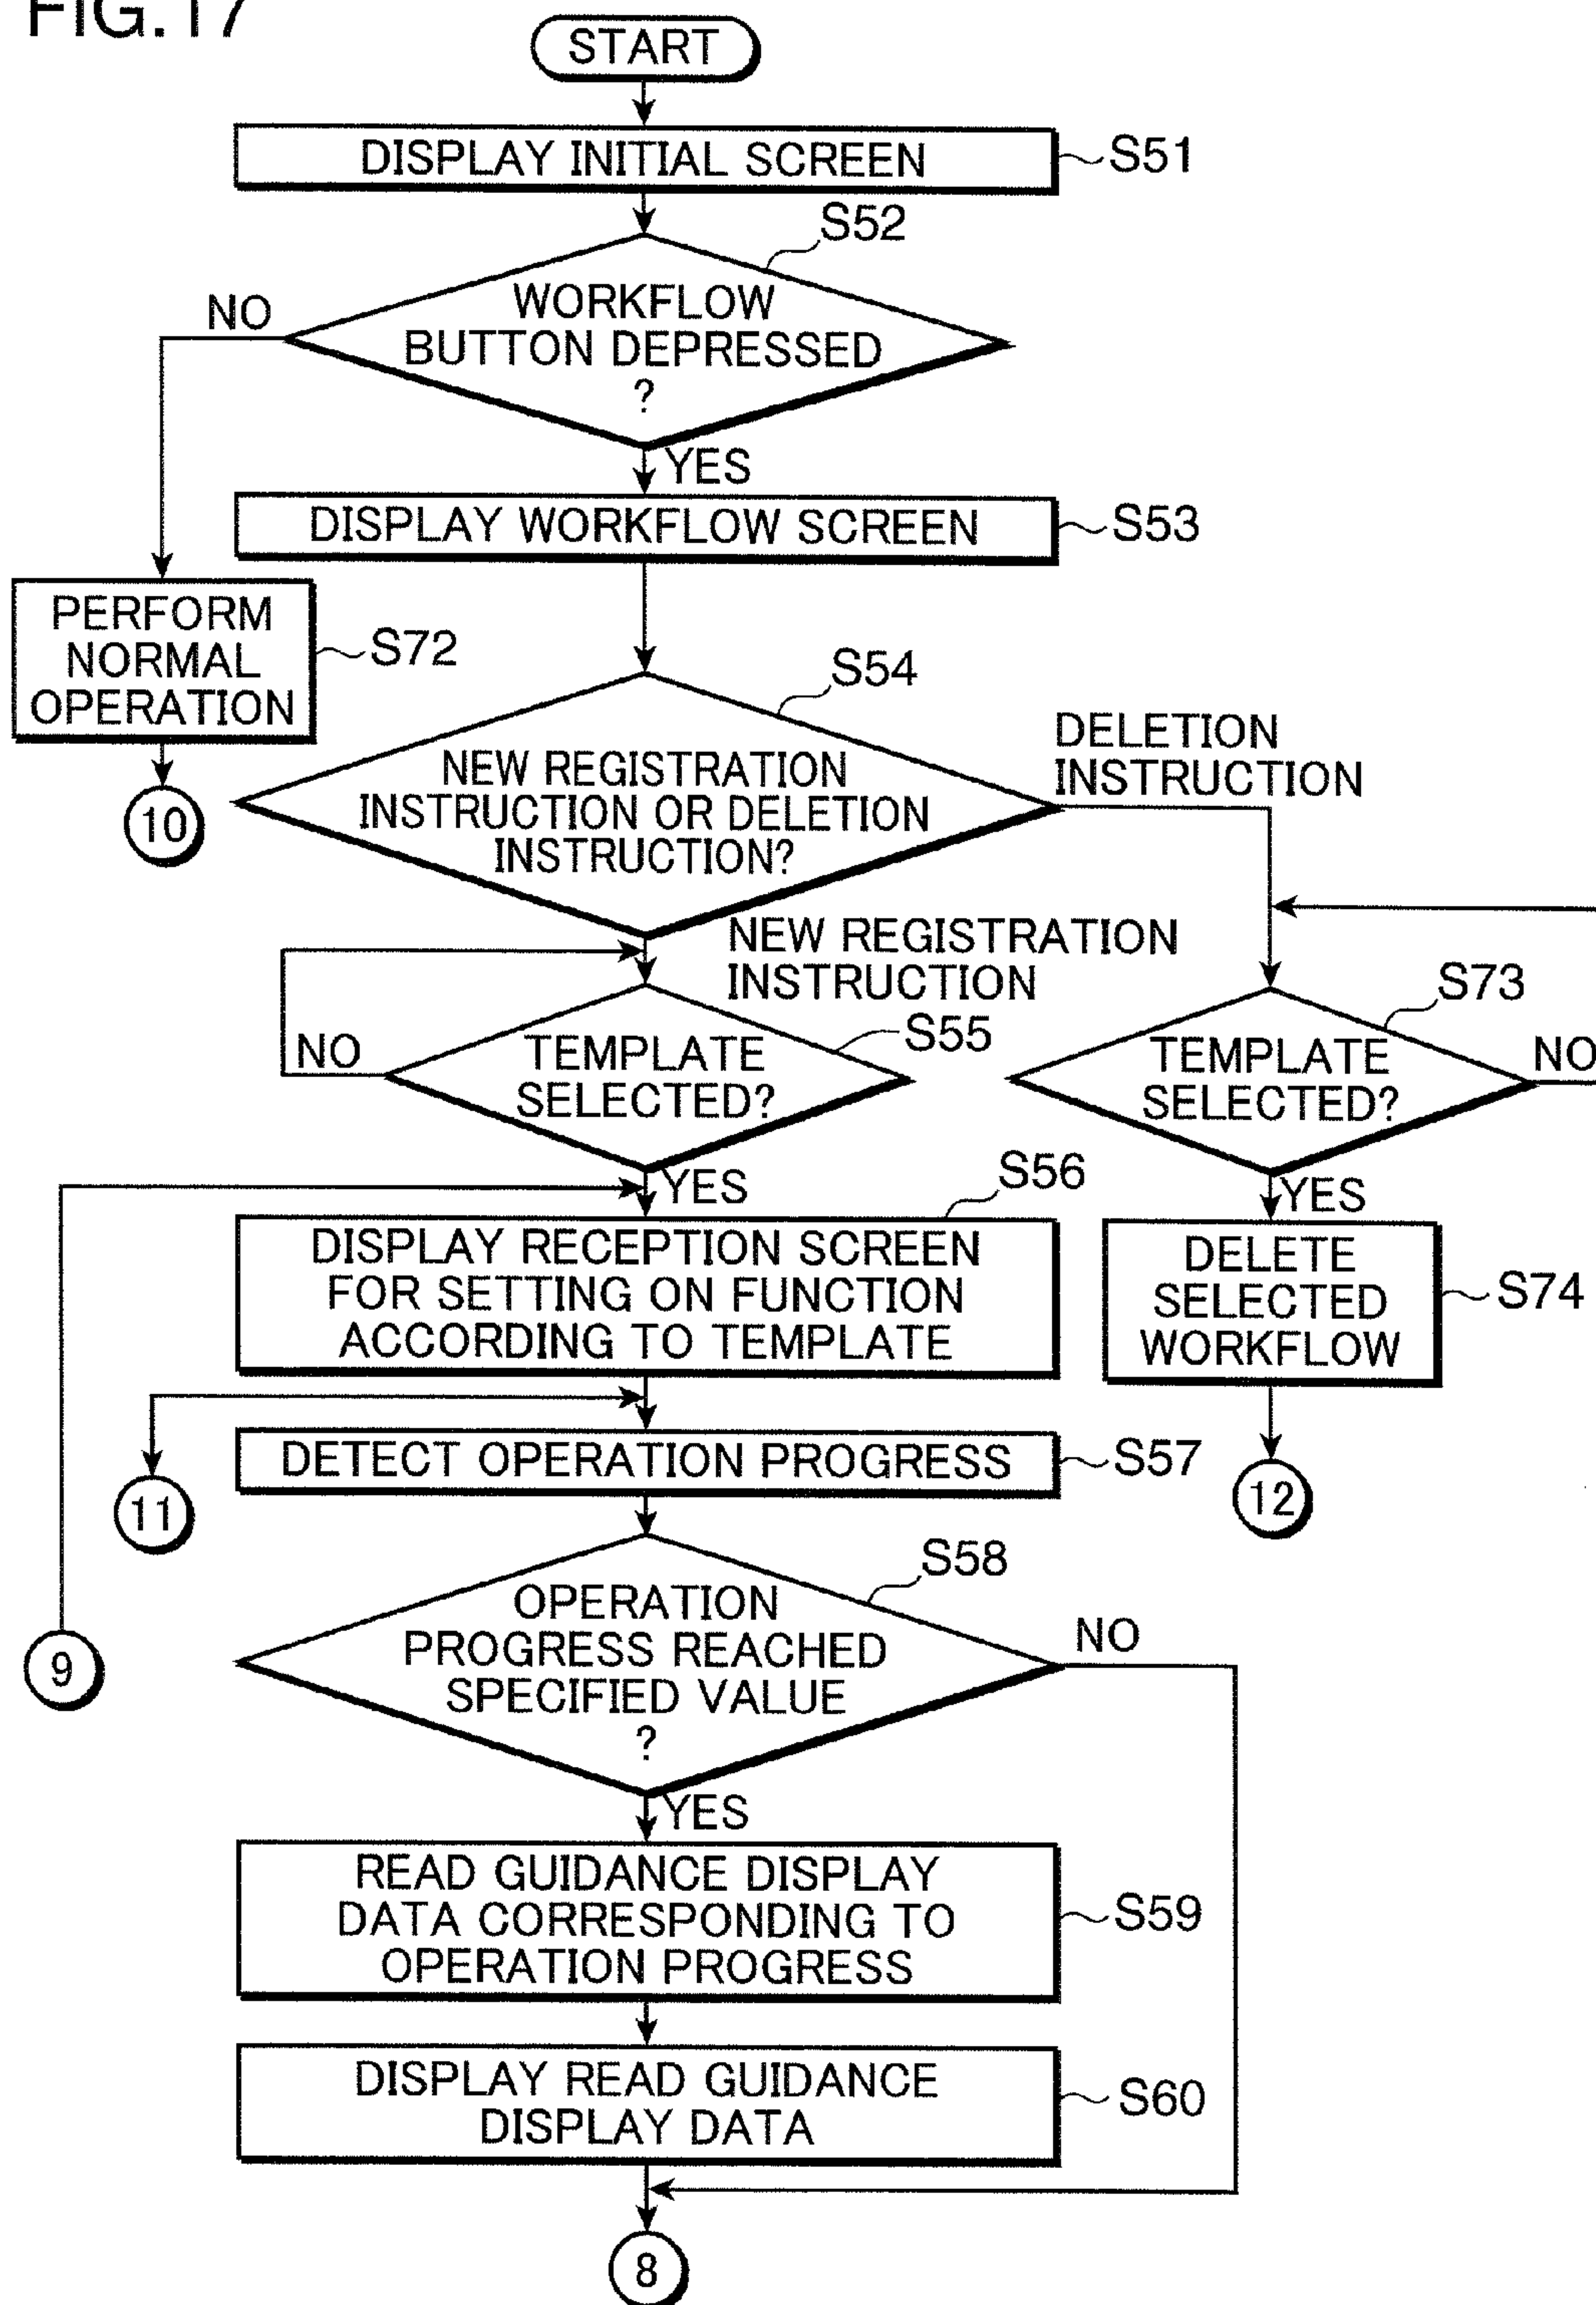 FIG.17
START
DISPLAY INITIAL SCREEN
S51
S52
WORKFLOW
BUTTON DEPRESSED
?
NO
YES
DISPLAY WORKFLOW SCREEN
S53
PERFORM
NORMAL
OPERATION
S72
10
S54
NEW REGISTRATION
INSTRUCTION OR DELETION
INSTRUCTION?
DELETION
INSTRUCTION
NEW REGISTRATION
INSTRUCTION
S55
TEMPLATE
SELECTED?
NO
YES
S73
TEMPLATE
SELECTED?
NO
YES
S56
DISPLAY RECEPTION SCREEN
FOR SETTING ON FUNCTION
ACCORDING TO TEMPLATE
DELETE
SELECTED
WORKFLOW
S74
12
DETECT OPERATION PROGRESS
S57
11
S58
OPERATION
PROGRESS REACHED
SPECIFIED VALUE
?
NO
9
YES
READ GUIDANCE DISPLAY
DATA CORRESPONDING TO
OPERATION PROGRESS
S59
DISPLAY READ GUIDANCE
DISPLAY DATA
S60
8